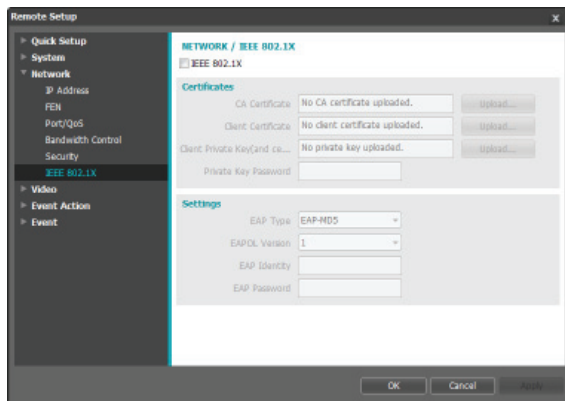 Remote Setup
x
Quick Setup
System
Network
IP Address
FEN
Port/QoS
Bandwidth Control
Security
IEEE 802.1X
Video
Event Action
Event
NETWORK / IEEE 802.1X
IEEE 802.1X
Certificates
CA Certificate No CA certificate uploaded. Upload...
Client Certificate No client certificate uploaded. Upload...
Client Private Key(and ce.... No private key uploaded. Upload...
Private Key Password
Settings
EAP Type EAP-MD5
EAPOL Version 1
EAP Identity
EAP Password
OK Cancel Apply